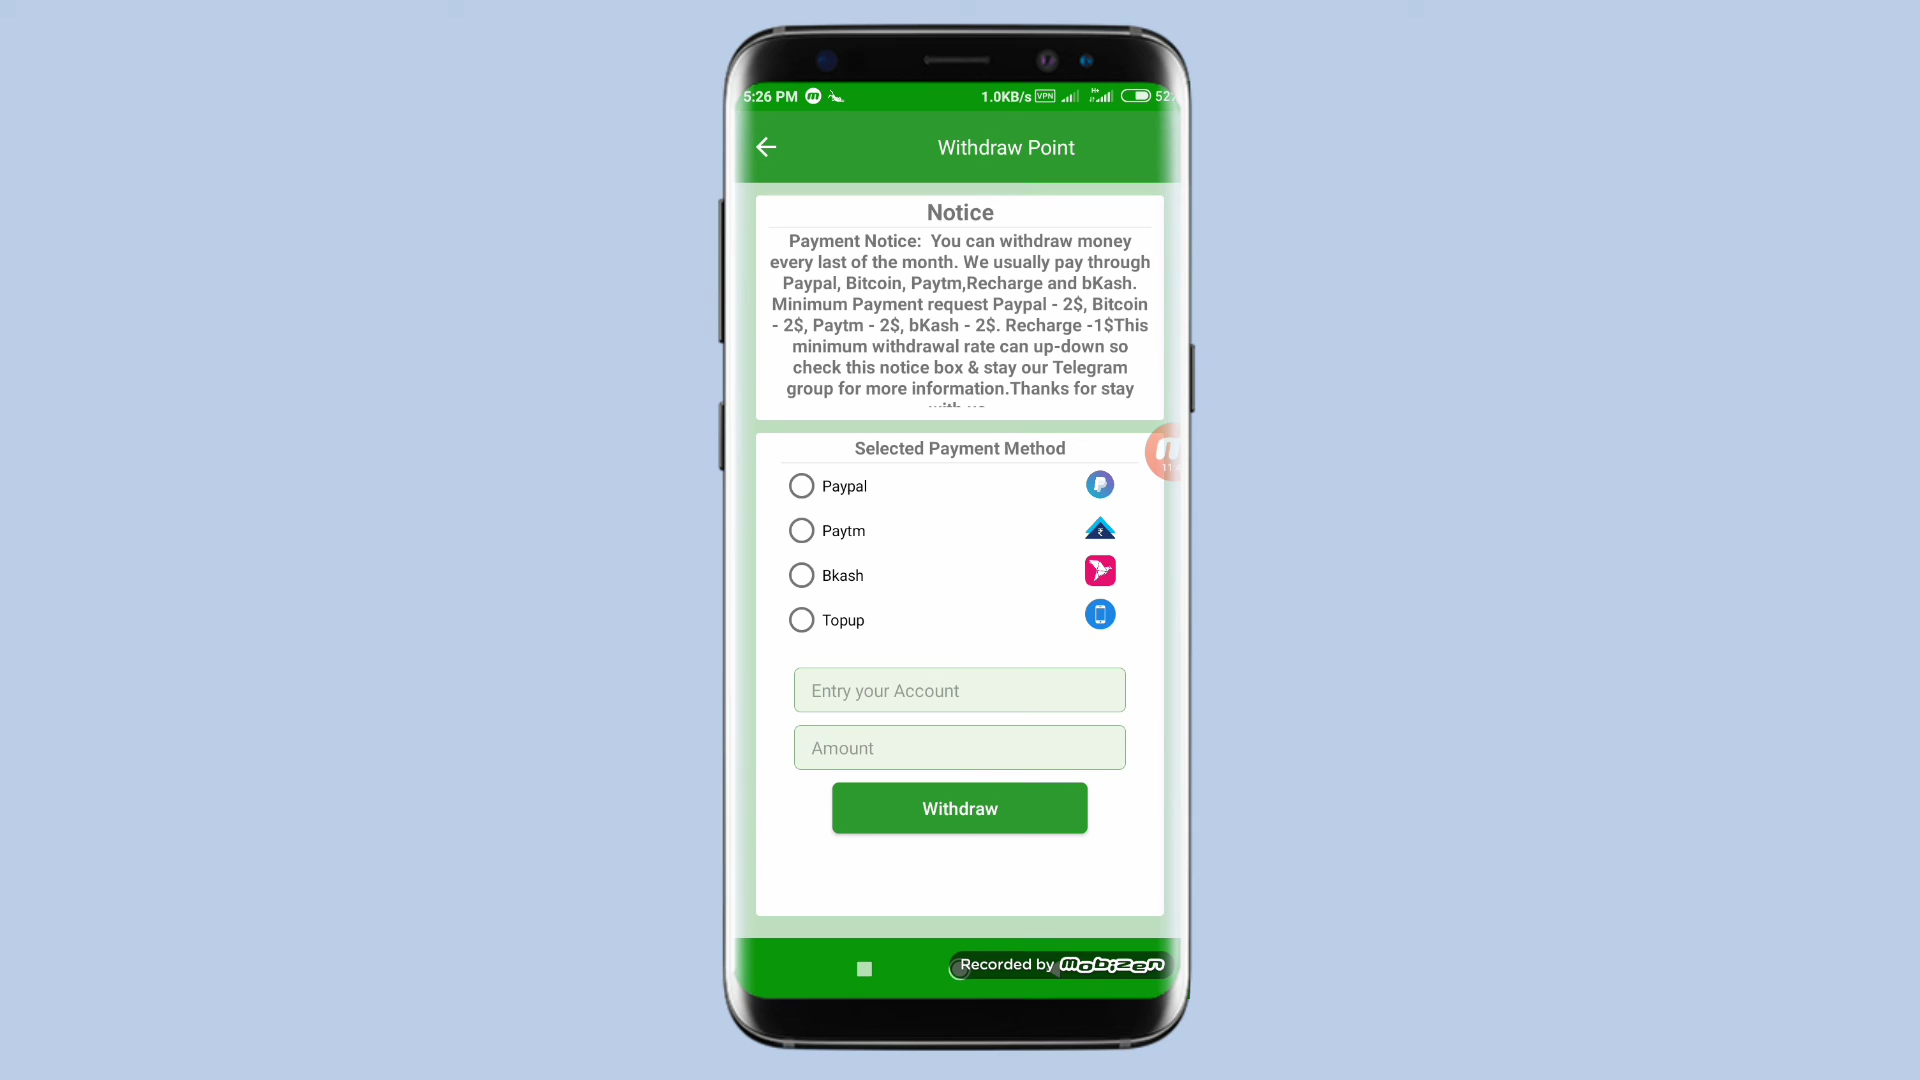 5:26 PM
1.0KB/s VPN
Withdraw Point
Notice
Payment Notice:  You can withdraw money
every last of the month. We usually pay through
Paypal, Bitcoin, Paytm,Recharge and bKash.
Minimum Payment request Paypal - 2$, Bitcoin
- 2$, Paytm - 2$, bKash - 2$. Recharge -1$This
minimum withdrawal rate can up-down so
check this notice box & stay our Telegram
group for more information.Thanks for stay
Selected Payment Method
Paypal
Paytm
Bkash
Topup
Entry your Account
Amount
Withdraw
Recorded by Mobizen